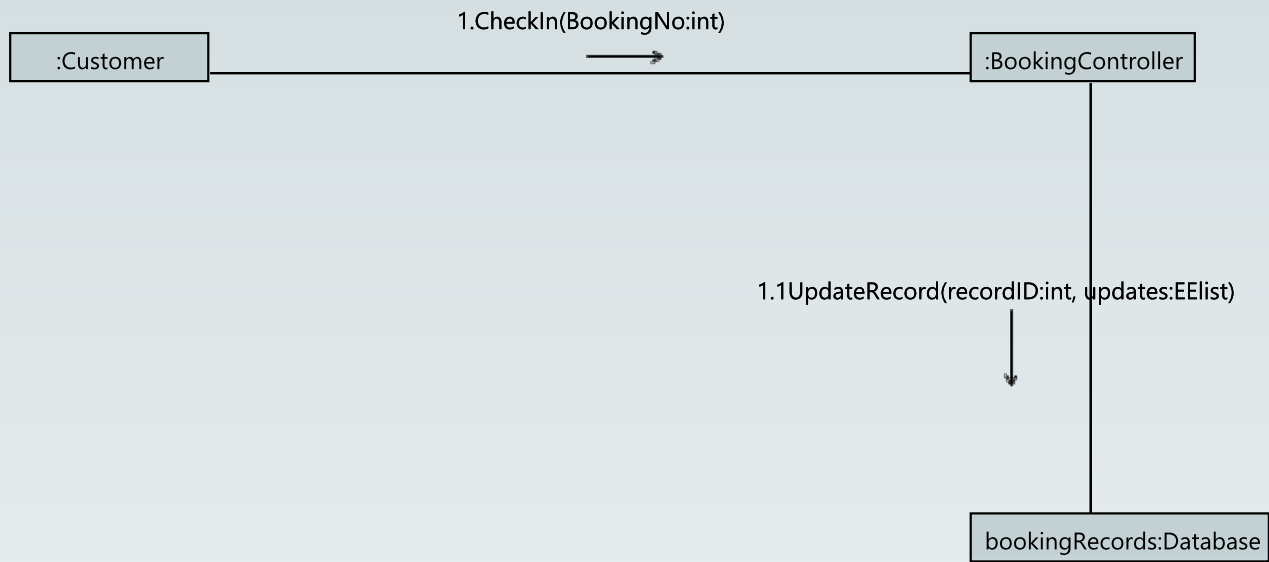 1.CheckIn(BookingNo:int)
:Customer
:BookingController
1.1UpdateRecord(recordID:int, updates:EElist)
bookingRecords:Database